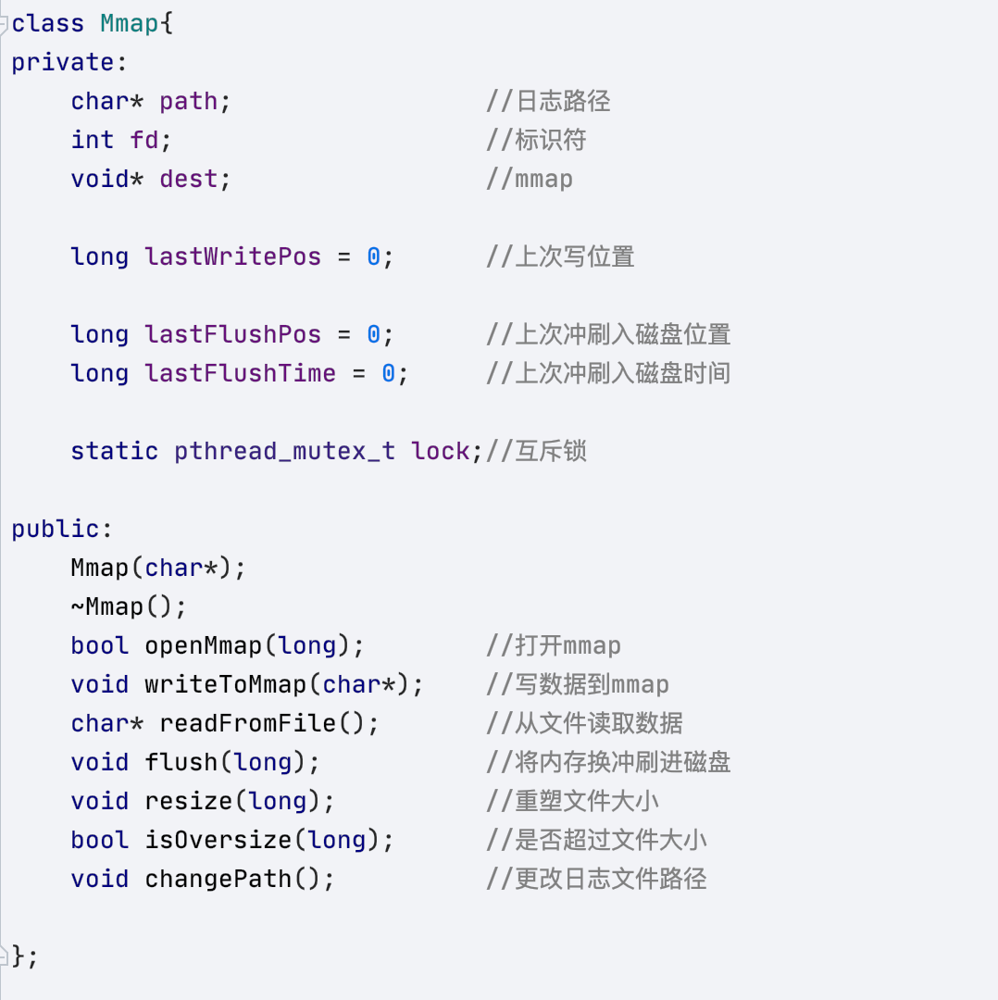 class Mmap{
private:
    char* path;                 //日志路径
    int fd;                     //标识符
    void* dest;                 //mmap
    long lastWritePos = 0;      //上次写位置
    long lastFlushPos = 0;      //上次冲刷入磁盘位置
    long lastFlushTime = 0;     //上次冲刷入磁盘时间
    static pthread_mutex_t lock;//互斥锁
public:
    Mmap(char*);
    ~Mmap();
    bool openMmap(long);        //打开mmap
    void writeToMmap(char*);    //写数据到mmap
    char* readFromFile();       //从文件读取数据
    void flush(long);           //将内存换冲刷进磁盘
    void resize(long);          //重塑文件大小
    bool isOversize(long);      //是否超过文件大小
    void changePath();          //更改日志文件路径
};